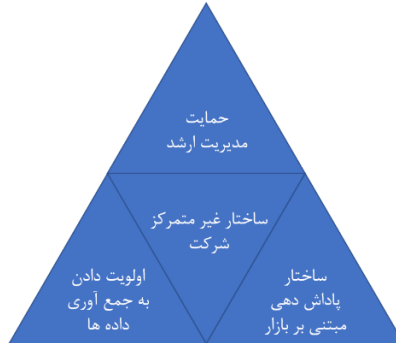 حمایت
مدیریت ارشد
ساختار غیر متمرکز
شرکت
ساختار
پاداش دهی
مبتنی بر بازار
اولویت دادن
به جمع آوری
داده ها